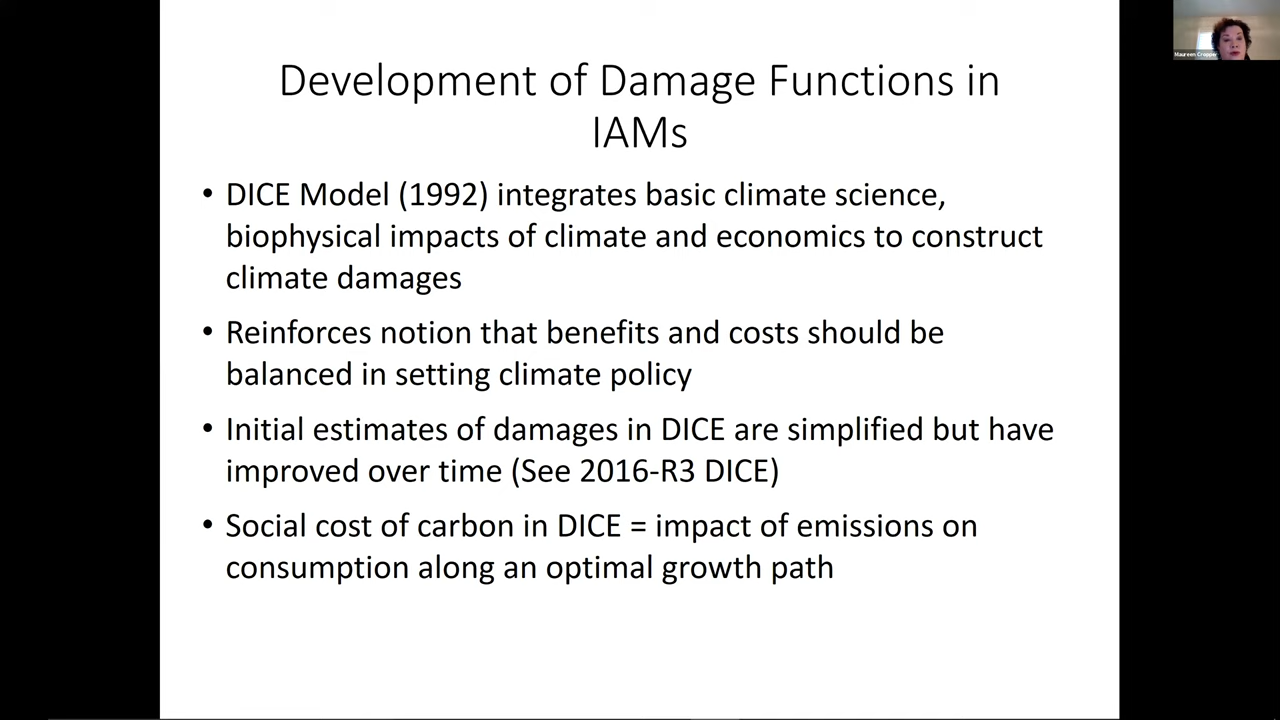 Development of Damage Functions in
IAMs
• DICE Model (1992) integrates basic climate science,
biophysical impacts of climate and economics to construct
climate damages
• Reinforces notion that benefits and costs should be
balanced in setting climate policy
• Initial estimates of damages in DICE are simplified but have
improved over time (See 2016-R3 DICE)
• Social cost of carbon in DICE = impact of emissions on
consumption along an optimal growth path
Maureen Cropper